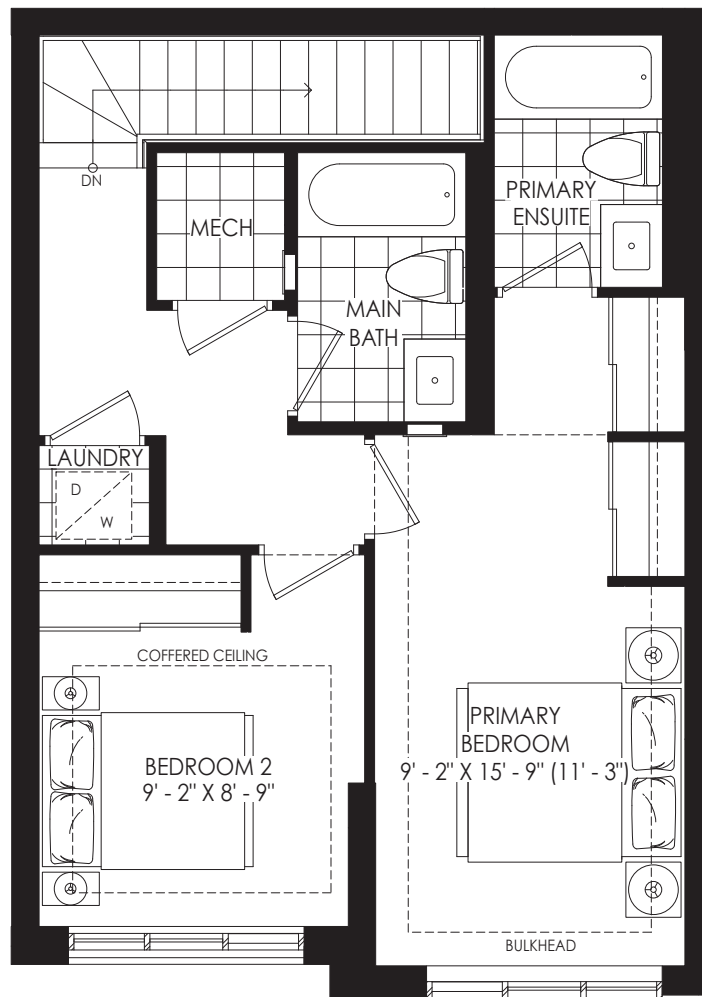 PRIMARY
ENSUITE
DN
MECH
MAIN
BATH
LAUNDRY
D
W
COFFERED CEILING
BEDROOM 2
9' - 2" X 8' - 9"
PRIMARY
BEDROOM
9' - 2" X 15' - 9" (11' - 3")
BULKHEAD